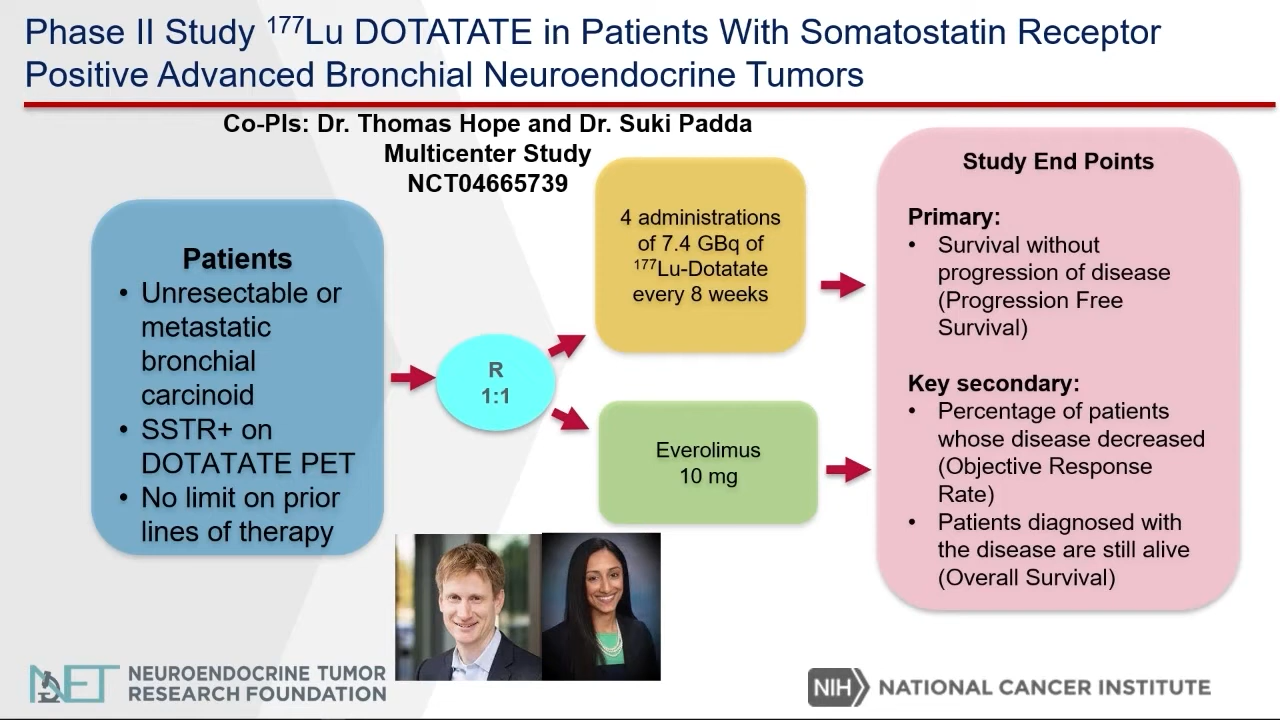 Phase II Study ¹⁷⁷Lu DOTATATE in Patients With Somatostatin Receptor
Positive Advanced Bronchial Neuroendocrine Tumors
Co-PIs: Dr. Thomas Hope and Dr. Suki Padda
Multicenter Study
NCT04665739
Patients
• Unresectable or
metastatic
bronchial
carcinoid
• SSTR+ on
DOTATATE PET
• No limit on prior
lines of therapy
R
1:1
4 administrations
of 7.4 GBq of
¹⁷⁷Lu-Dotatate
every 8 weeks
Everolimus
10 mg
Study End Points
Primary:
• Survival without
progression of disease
(Progression Free
Survival)
Key secondary:
• Percentage of patients
whose disease decreased
(Objective Response
Rate)
• Patients diagnosed with
the disease are still alive
(Overall Survival)
NET
NEUROENDOCRINE TUMOR
RESEARCH FOUNDATION
NIH
NATIONAL CANCER INSTITUTE